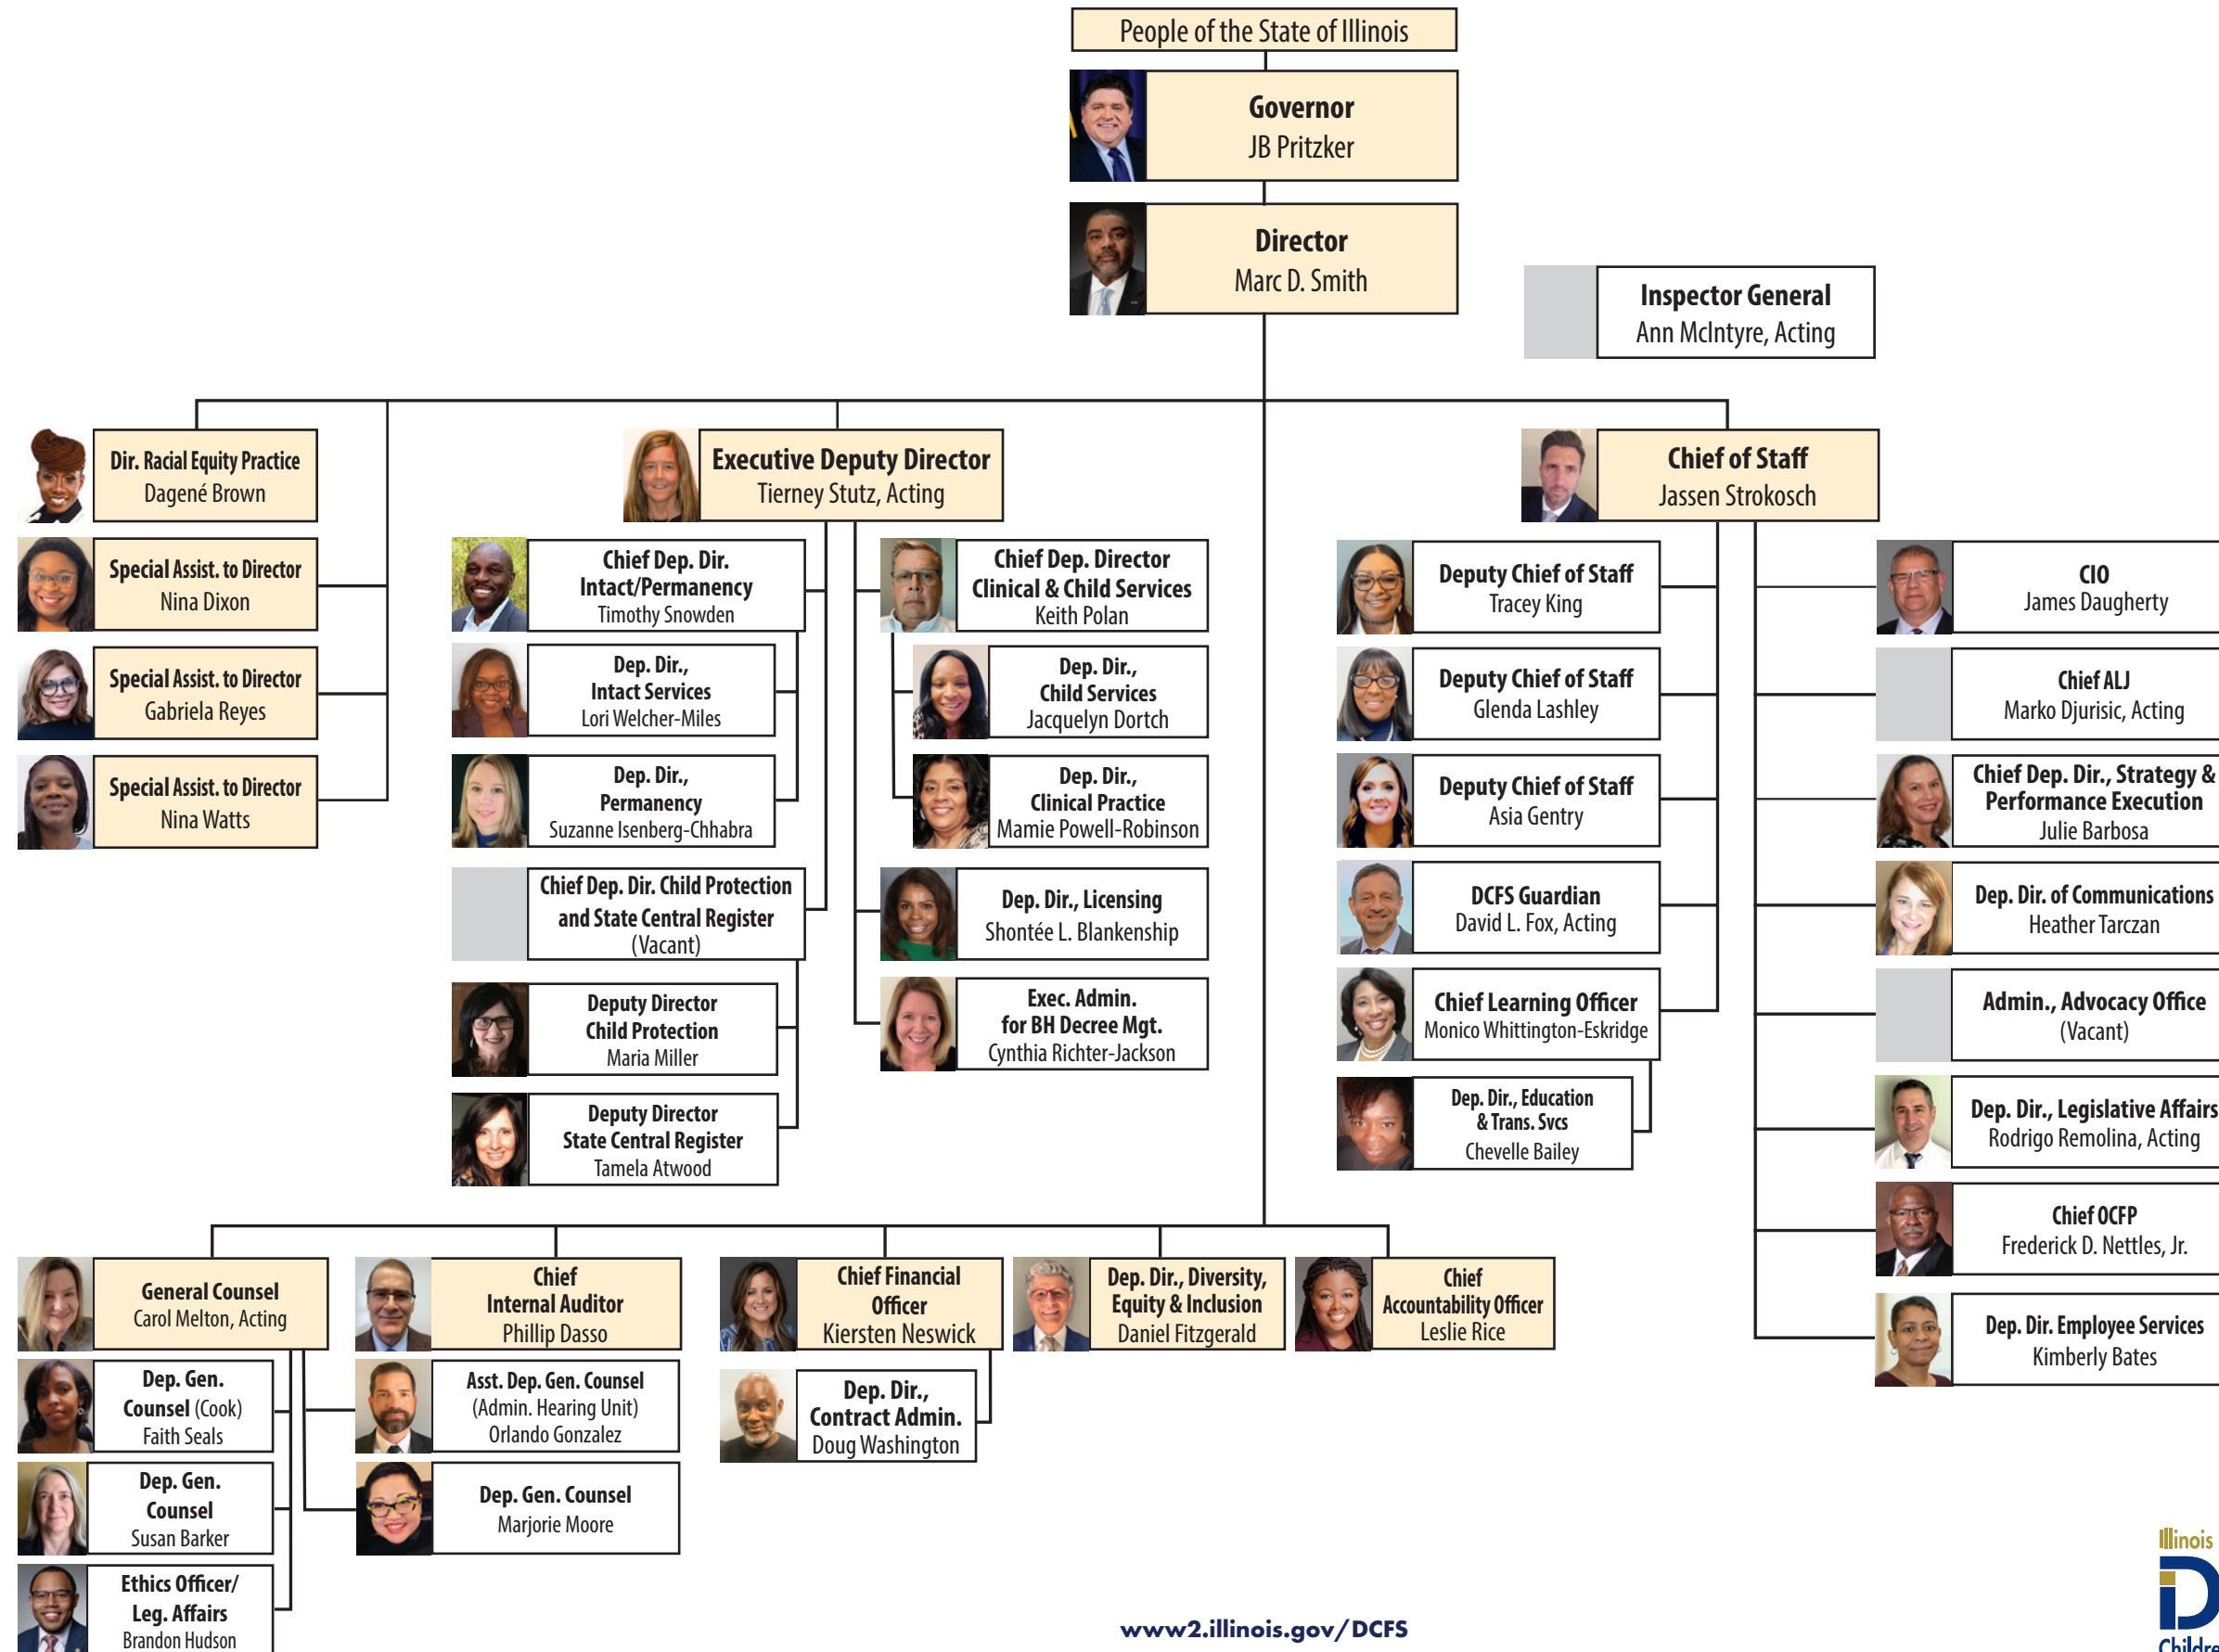 People of the State of Illinois
Governor
JB Pritzker
Director
Marc D. Smith
Inspector General
Ann McIntyre, Acting
Dir. Racial Equity Practice
Dagené Brown
Special Assist. to Director
Nina Dixon
Special Assist. to Director
Gabriela Reyes
Special Assist. to Director
Nina Watts
Executive Deputy Director
Tierney Stutz, Acting
Chief Dep. Dir.
Intact/Permanency
Timothy Snowden
Dep. Dir.,
Intact Services
Lori Welcher-Miles
Dep. Dir.,
Permanency
Suzanne Isenberg-Chhabra
Chief Dep. Dir. Child Protection
and State Central Register
(Vacant)
Deputy Director
Child Protection
Maria Miller
Deputy Director
State Central Register
Tamela Atwood
Chief Dep. Director
Clinical & Child Services
Keith Polan
Dep. Dir.,
Child Services
Jacquelyn Dortch
Dep. Dir.,
Clinical Practice
Mamie Powell-Robinson
Dep. Dir., Licensing
Shontée L. Blankenship
Exec. Admin.
for BH Decree Mgt.
Cynthia Richter-Jackson
Chief of Staff
Jassen Strokosch
Deputy Chief of Staff
Tracey King
Deputy Chief of Staff
Glenda Lashley
Deputy Chief of Staff
Asia Gentry
DCFS Guardian
David L. Fox, Acting
Chief Learning Officer
Monico Whittington-Eskridge
Dep. Dir., Education
& Trans. Svcs
Chevelle Bailey
CIO
James Daugherty
Chief ALJ
Marko Djurisic, Acting
Chief Dep. Dir., Strategy &
Performance Execution
Julie Barbosa
Dep. Dir. of Communications
Heather Tarczan
Admin., Advocacy Office
(Vacant)
Dep. Dir., Legislative Affairs
Rodrigo Remolina, Acting
Chief OCFP
Frederick D. Nettles, Jr.
Dep. Dir. Employee Services
Kimberly Bates
General Counsel
Carol Melton, Acting
Dep. Gen.
Counsel (Cook)
Faith Seals
Dep. Gen.
Counsel
Susan Barker
Ethics Officer/
Leg. Affairs
Brandon Hudson
Chief
Internal Auditor
Phillip Dasso
Asst. Dep. Gen. Counsel
(Admin. Hearing Unit)
Orlando Gonzalez
Dep. Gen. Counsel
Marjorie Moore
Chief Financial
Officer
Kiersten Neswick
Dep. Dir.,
Contract Admin.
Doug Washington
Dep. Dir., Diversity,
Equity & Inclusion
Daniel Fitzgerald
Chief
Accountability Officer
Leslie Rice
www2.illinois.gov/DCFS
Illinois
D